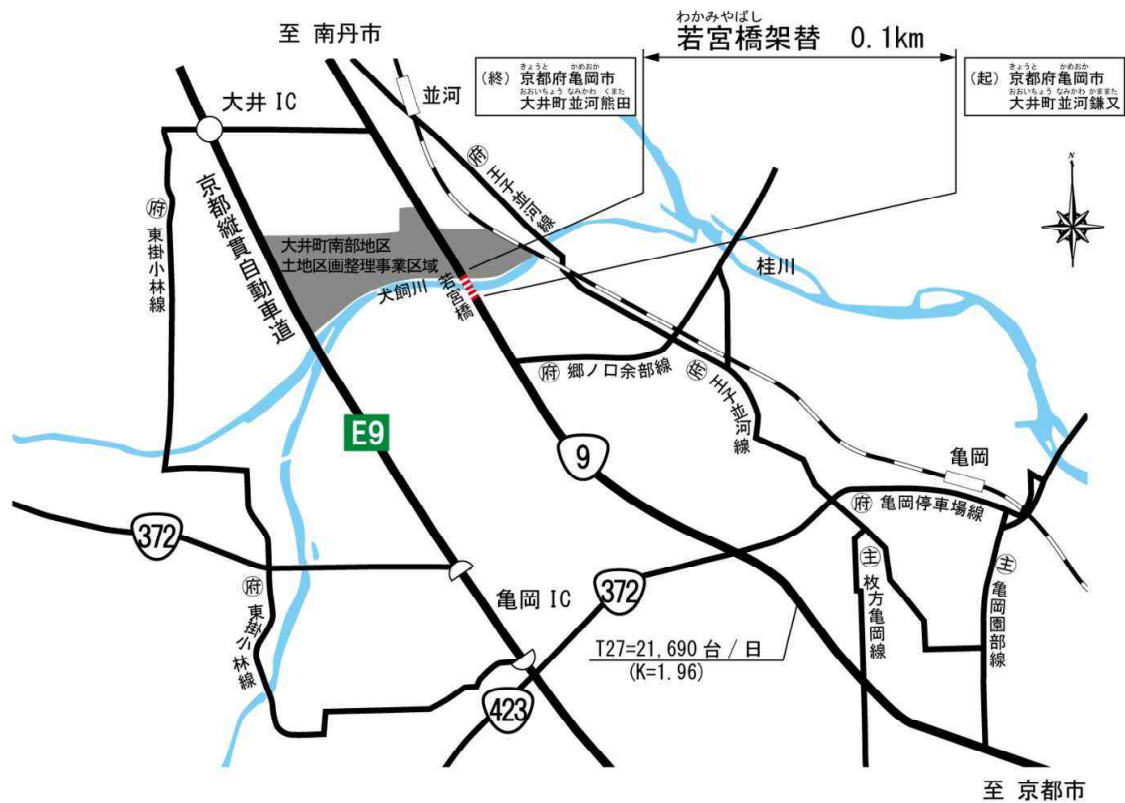 至 南丹市
わかみやばし
若宮橋架替 0.1km
きょうと かめおか
(終) 京都府亀岡市
おおいちょう なみかわ くまた
大井町並河熊田
きょうと かめおか
(起) 京都府亀岡市
おおいちょう なみかわ かままた
大井町並河鎌又
並河
大井 IC
N
府 王子並河線
府 東掛小林線
京都縦貫自動車道
大井町南部地区
土地区画整理事業区域
犬飼川
若宮橋
桂川
府 郷ノ口余部線
府 王子並河線
E9
9
亀岡
府 亀岡停車場線
372
372
主 枚方亀岡線
主 亀岡園部線
亀岡 IC
府 東掛小林線
T27=21,690 台 / 日
(K=1.96)
423
至 京都市